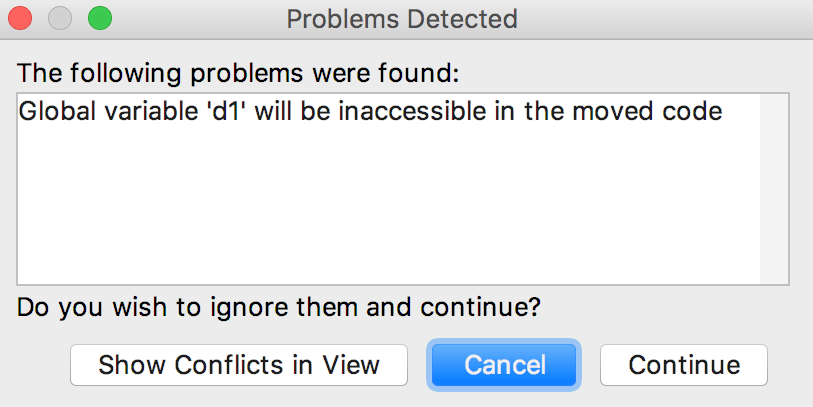 Problems Detected
The following problems were found:
Global variable 'd1' will be inaccessible in the moved code
Do you wish to ignore them and continue?
Show Conflicts in View
Cancel
Continue